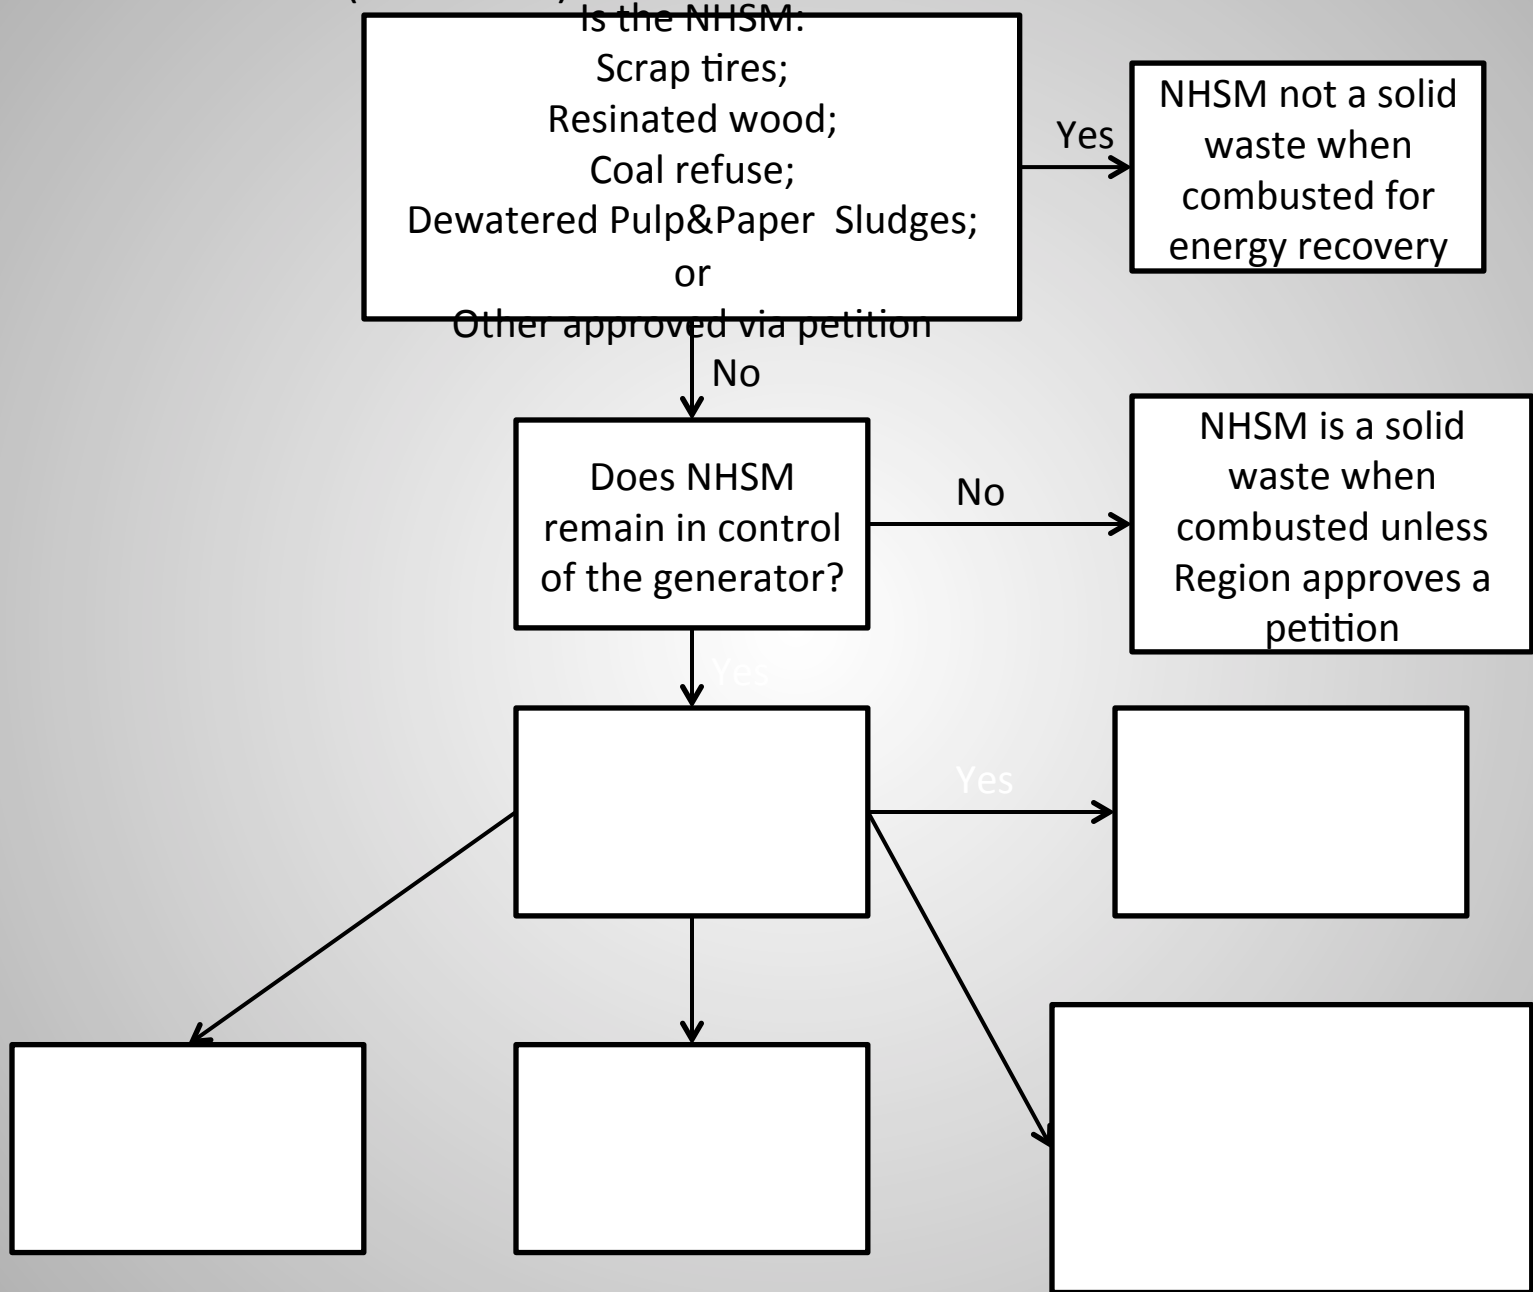 Is the NHSM:
Scrap tires;
Resinated wood;
Coal refuse;
Dewatered Pulp&Paper Sludges;
or
Other approved via petition
Yes
NHSM not a solid
waste when
combusted for
energy recovery
No
Does NHSM
remain in control
of the generator?
No
NHSM is a solid
waste when
combusted unless
Region approves a
petition
Yes
Yes